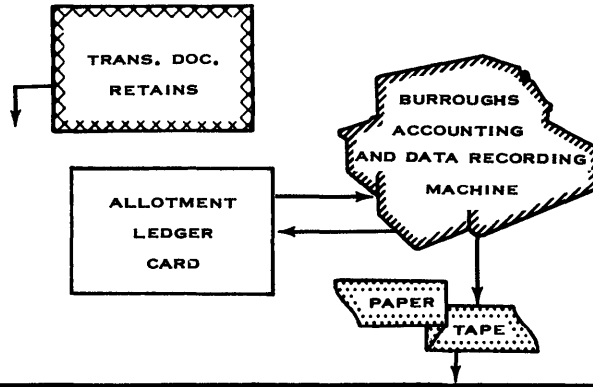 TRANS. DOC.
RETAINS
BURROUGHS
ACCOUNTING
AND DATA RECORDING
MACHINE
ALLOTMENT
LEDGER
CARD
PAPER
TAPE